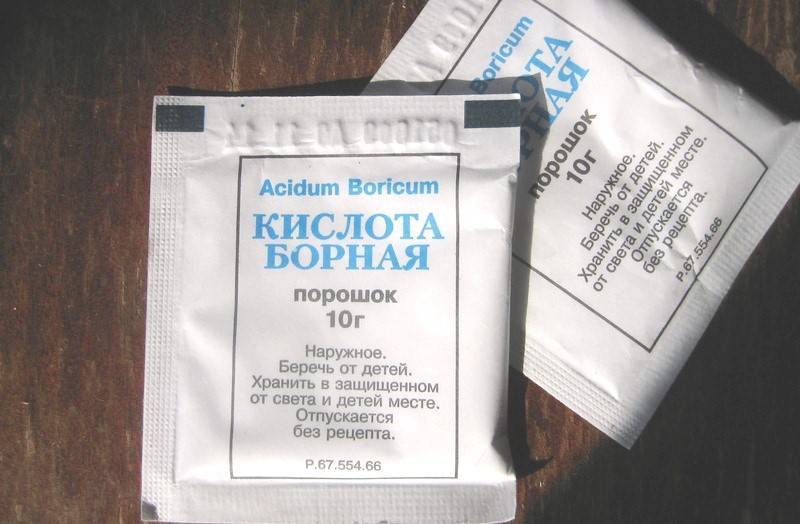 Acidum Boricum
КИСЛОТА
БОРНАЯ
порошок
10г
Наружное.
Беречь от детей.
Хранить в защищенном
от света и детей месте.
Отпускается
без рецепта.
Р.67.554.66
Boricum
порошок
10г
Наружное.
Беречь от детей.
Хранить в защищенном
от света и детей месте.
Отпускается
без рецепта.
Р.67.554.66